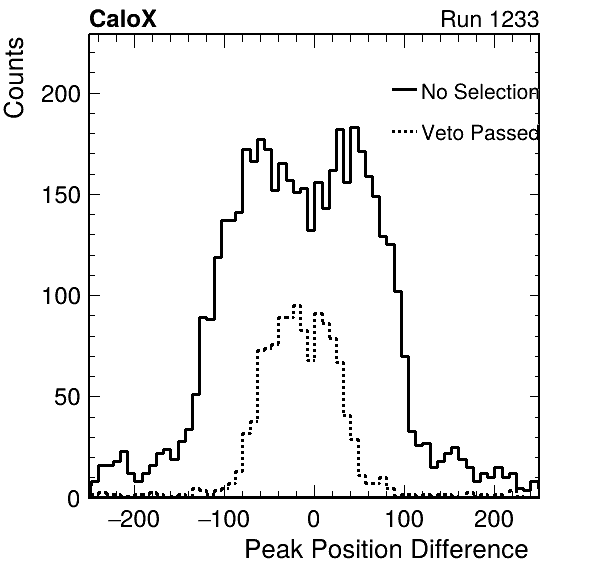 CaloX Run 1233
Counts
200
150
100
50
0
No Selection
Veto Passed
−200 −100 0 100 200
Peak Position Difference